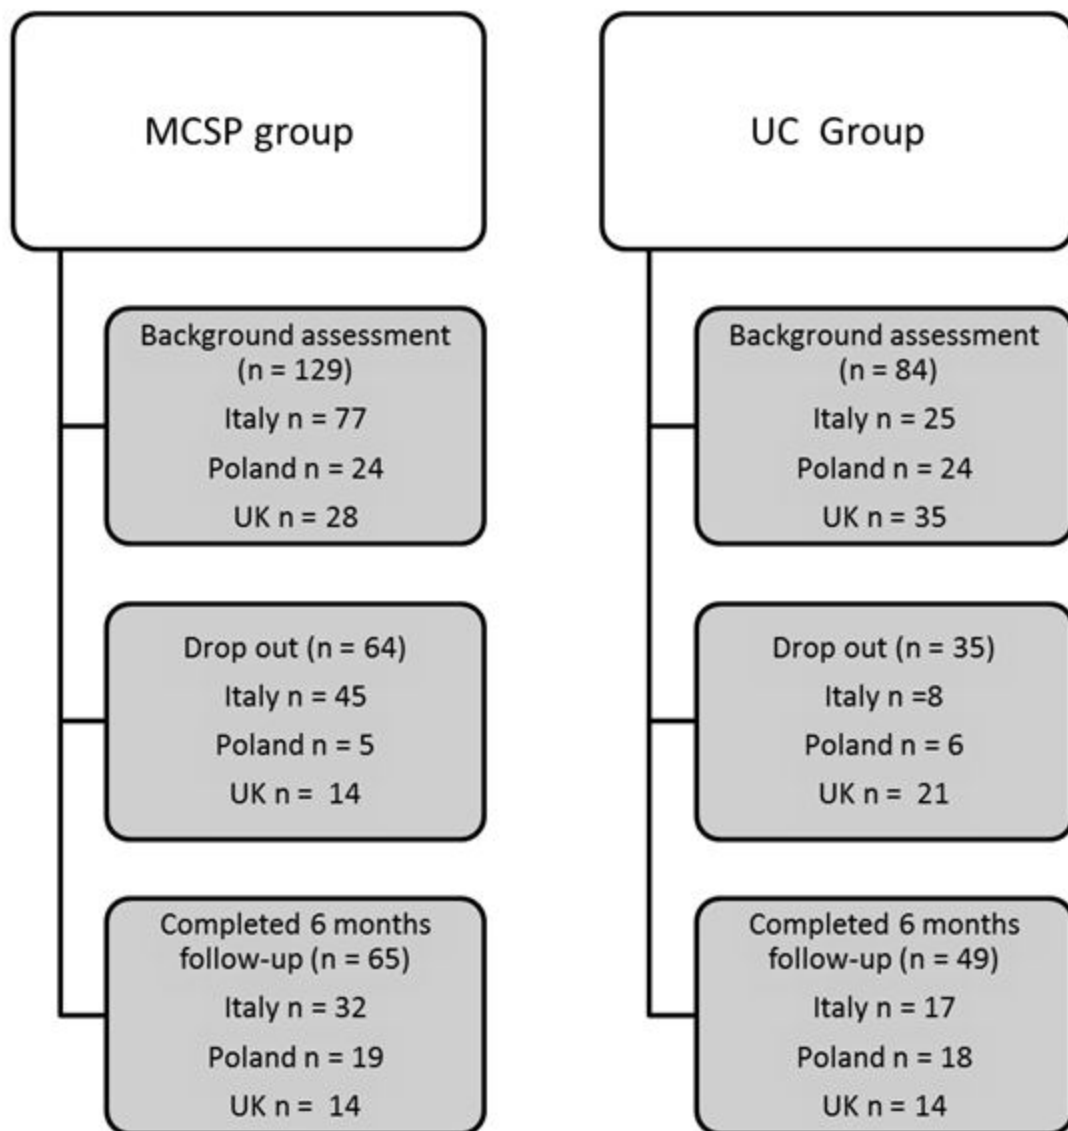 MCSP group
Background assessment
(n = 129)
Italy n = 77
Poland n = 24
UK n = 28
Drop out (n = 64)
Italy n = 45
Poland n = 5
UK n =  14
Completed 6 months
follow-up (n = 65)
Italy n = 32
Poland n = 19
UK n =  14
UC  Group
Background assessment
(n = 84)
Italy n = 25
Poland n = 24
UK n = 35
Drop out (n = 35)
Italy n =8
Poland n = 6
UK n =  21
Completed 6 months
follow-up (n = 49)
Italy n = 17
Poland n = 18
UK n =  14